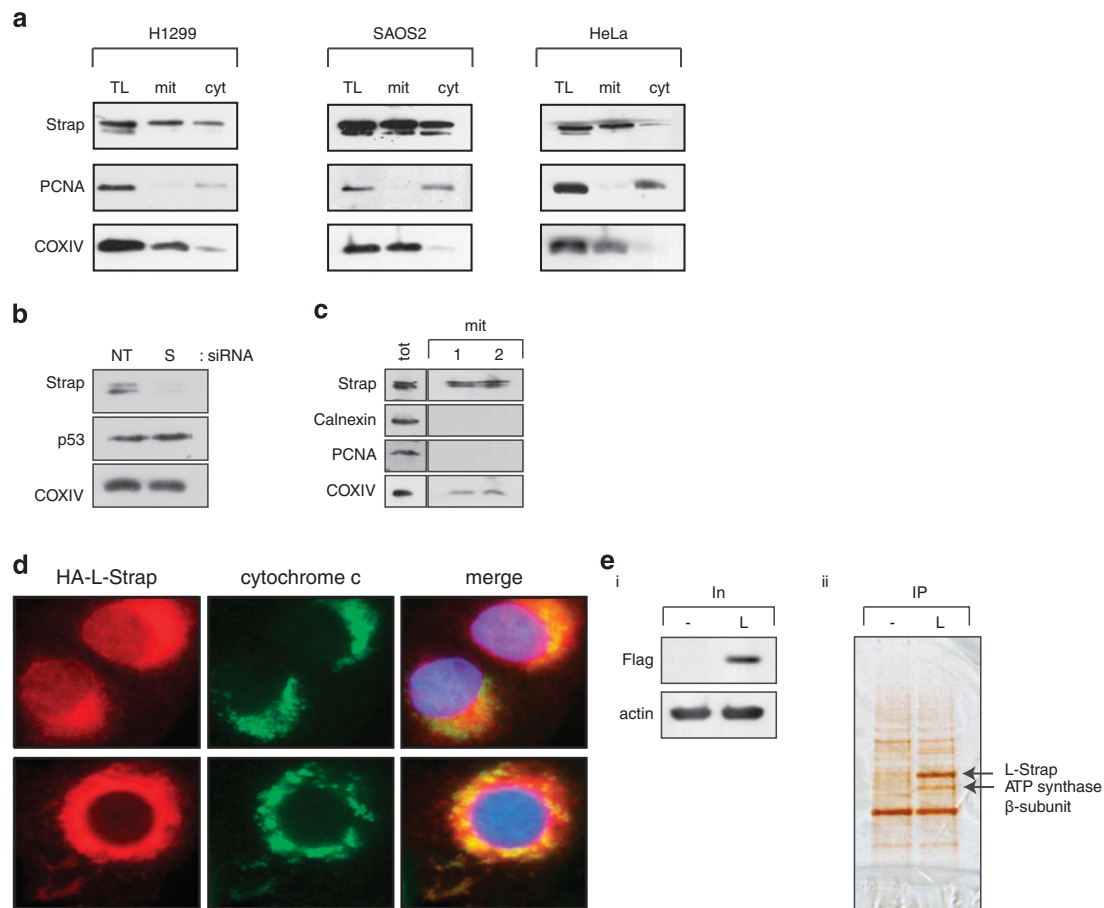 a
H1299 SAOS2 HeLa
TL mit cyt TL mit cyt TL mit cyt
Strap
PCNA
COXIV
b
NT S : siRNA
Strap
p53
COXIV
c
mit
tot 1 2
Strap
Calnexin
PCNA
COXIV
d
HA-L-Strap cytochrome c merge
e
i
In
- L
Flag
actin
ii
IP
- L
L-Strap
ATP synthase
β-subunit